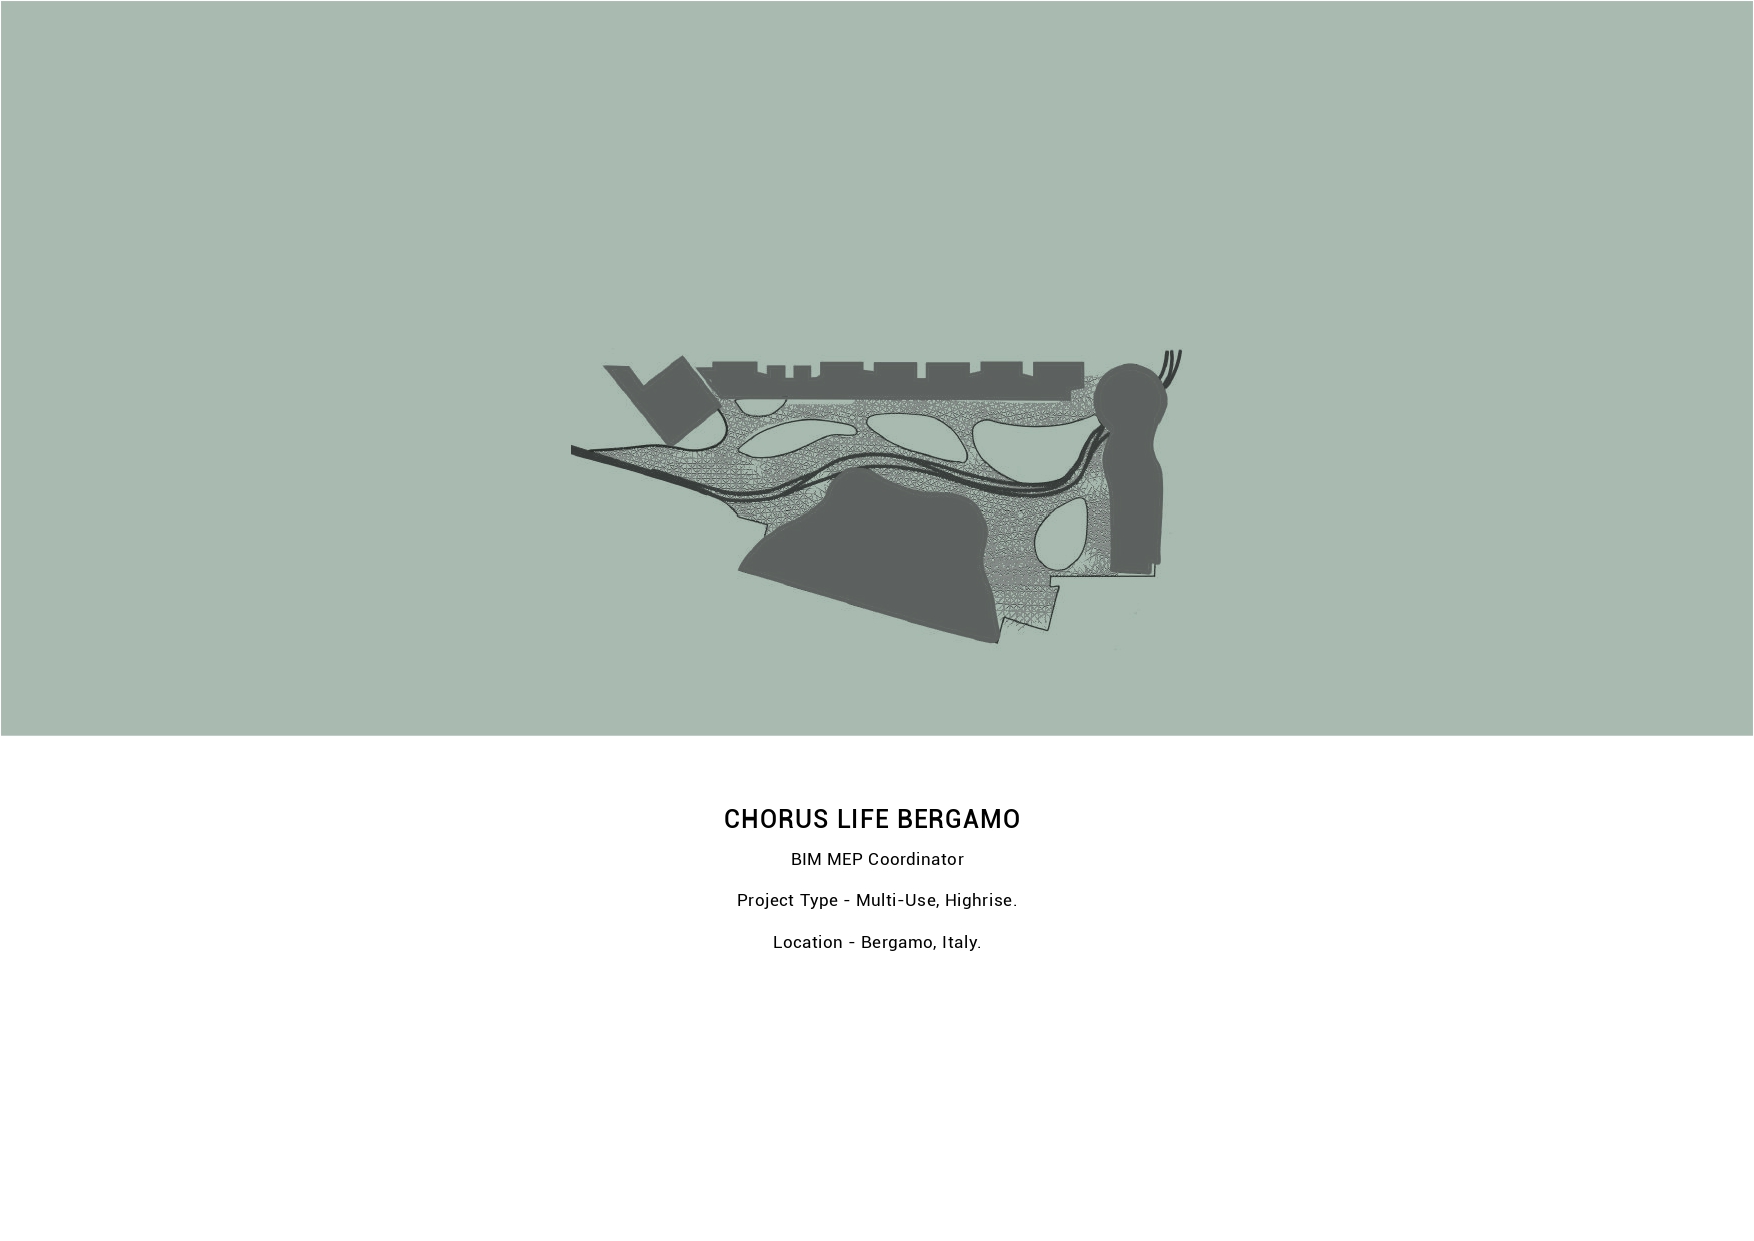 CHORUS LIFE BERGAMO
BIM MEP Coordinator
Project Type - Multi-Use, Highrise.
Location - Bergamo, Italy.